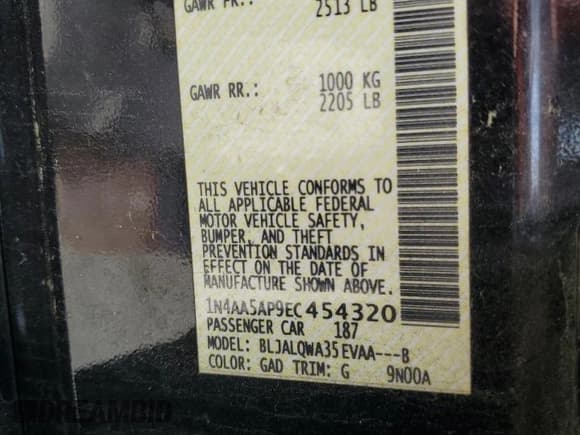 GAWR FR.: 2513 LB
GAWR RR.: 1000 KG
2205 LB
THIS VEHICLE CONFORMS TO
ALL APPLICABLE FEDERAL
MOTOR VEHICLE SAFETY,
BUMPER, AND THEFT
PREVENTION STANDARDS IN
EFFECT ON THE DATE OF
MANUFACTURE SHOWN ABOVE.
1N4AA5AP9EC454320
PASSENGER CAR 187
MODEL: BLJALQWA35EVAA---B
COLOR: GAD TRIM: G 9N00A
DREAMBID